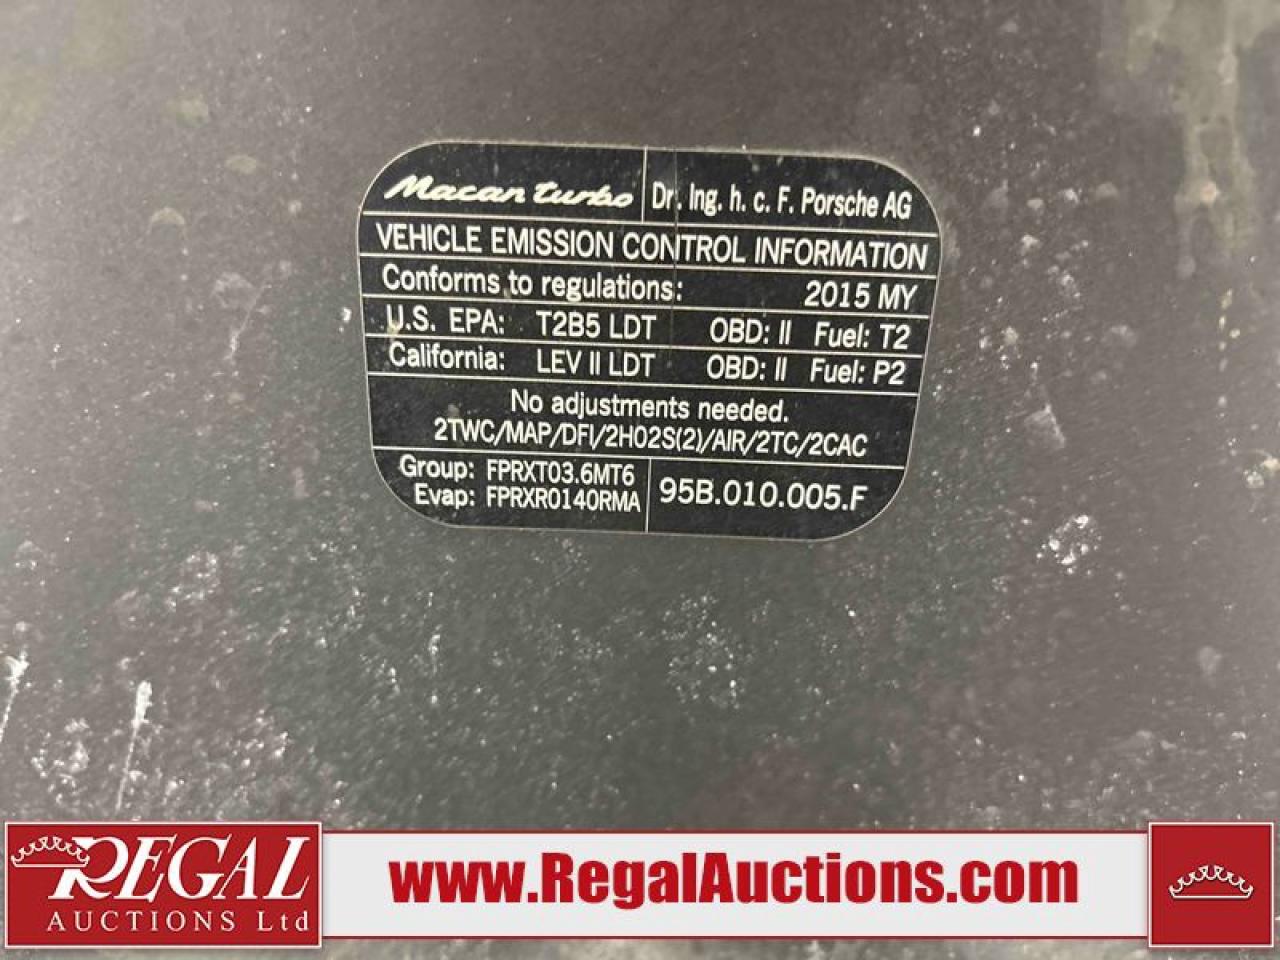 Macan turbo Dr. Ing. h. c. F. Porsche AG
VEHICLE EMISSION CONTROL INFORMATION
Conforms to regulations: 2015 MY
U.S. EPA: T2B5 LDT OBD: II Fuel: T2
California: LEV II LDT OBD: II Fuel: P2
No adjustments needed.
2TWC/MAP/DFI/2HO2S(2)/AIR/2TC/2CAC
Group: FPRXT03.6MT6
Evap: FPRXR0140RMA
95B.010.005.F
REGAL
AUCTIONS Ltd
www.RegalAuctions.com